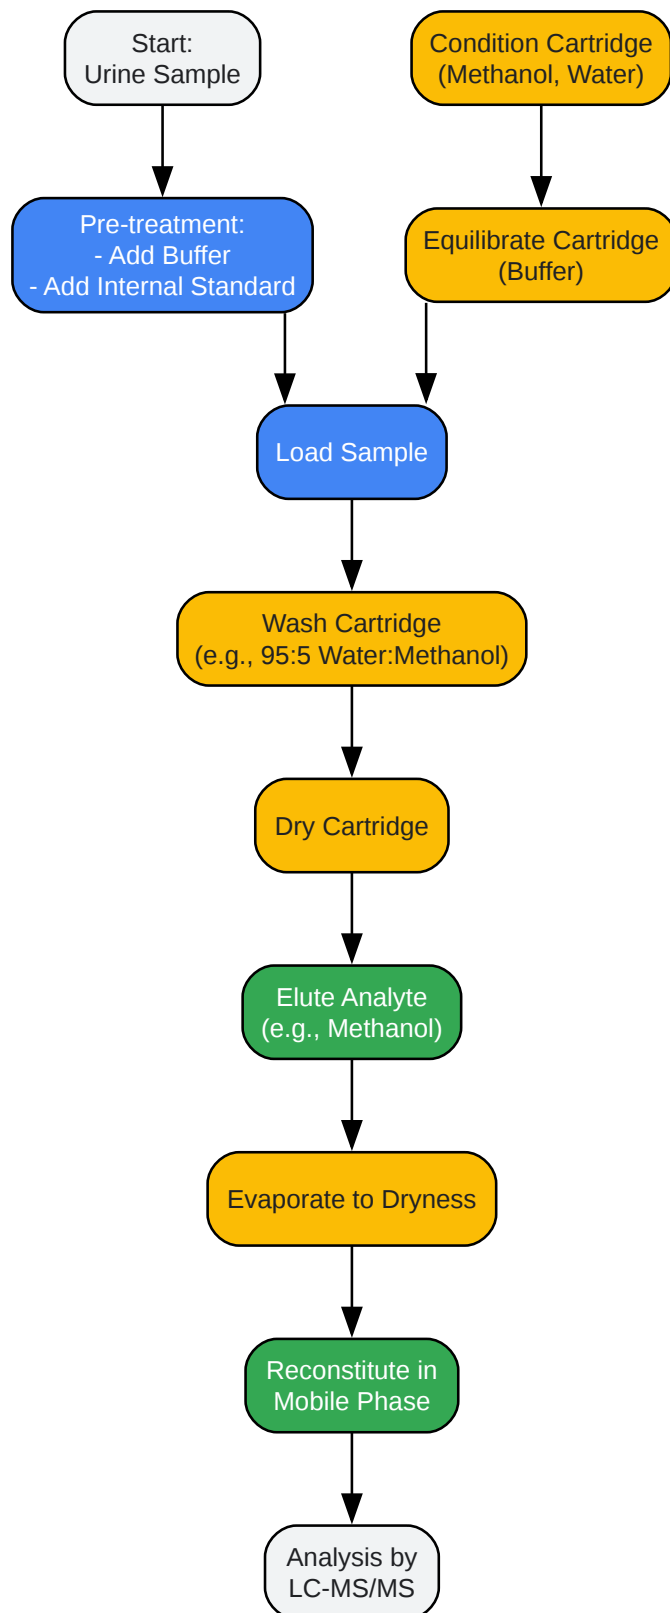 Start:
Urine Sample
Condition Cartridge
(Methanol, Water)
Pre-treatment:
- Add Buffer
- Add Internal Standard
Equilibrate Cartridge
(Buffer)
Load Sample
Wash Cartridge
(e.g., 95:5 Water:Methanol)
Dry Cartridge
Elute Analyte
(e.g., Methanol)
Evaporate to Dryness
Reconstitute in
Mobile Phase
Analysis by
LC-MS/MS